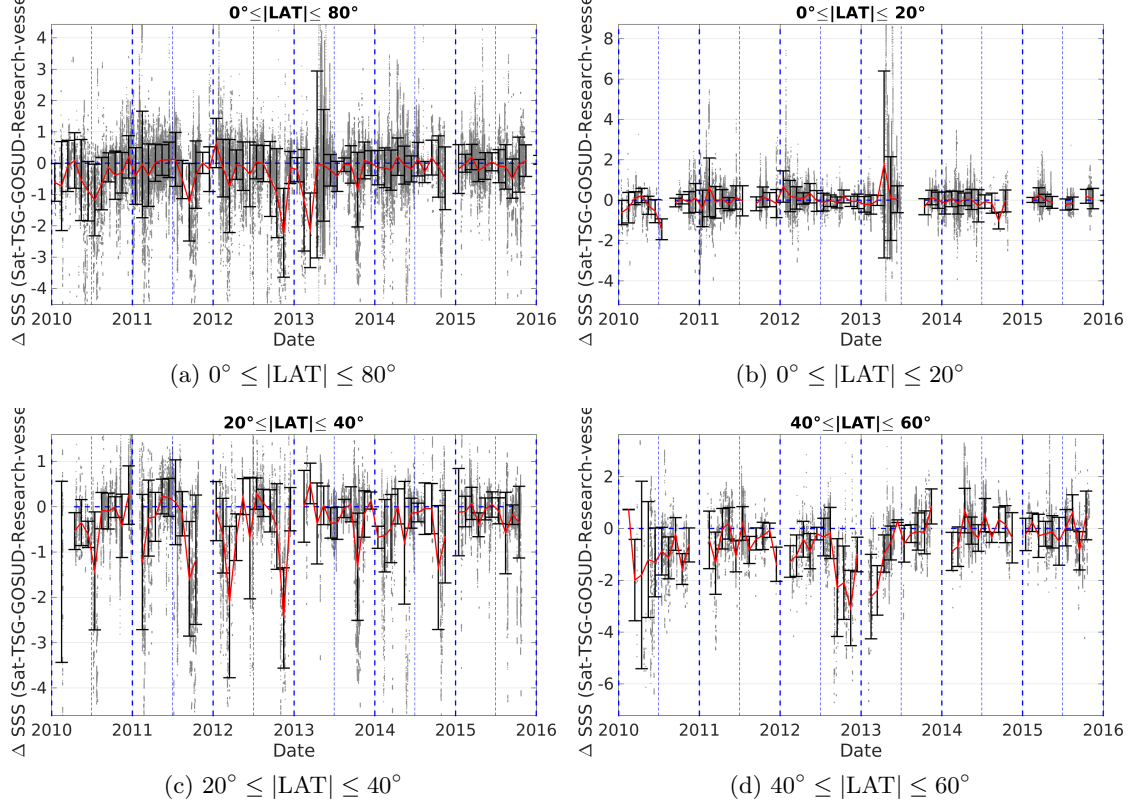 0°≤|LAT|≤ 80°
Δ SSS (Sat-TSG-GOSUD-Research-vesse
4
3
2
1
0
-1
-2
-3
-4
2010 2011 2012 2013 2014 2015 2016
Date
(a) 0° ≤ |LAT| ≤ 80°
0°≤|LAT|≤ 20°
Δ SSS (Sat-TSG-GOSUD-Research-vesse
8
6
4
2
0
-2
-4
2010 2011 2012 2013 2014 2015 2016
Date
(b) 0° ≤ |LAT| ≤ 20°
20°≤|LAT|≤ 40°
Δ SSS (Sat-TSG-GOSUD-Research-vesse
1
0
-1
-2
-3
-4
2010 2011 2012 2013 2014 2015 2016
Date
(c) 20° ≤ |LAT| ≤ 40°
40°≤|LAT|≤ 60°
Δ SSS (Sat-TSG-GOSUD-Research-vesse
2
0
-2
-4
-6
2010 2011 2012 2013 2014 2015 2016
Date
(d) 40° ≤ |LAT| ≤ 60°